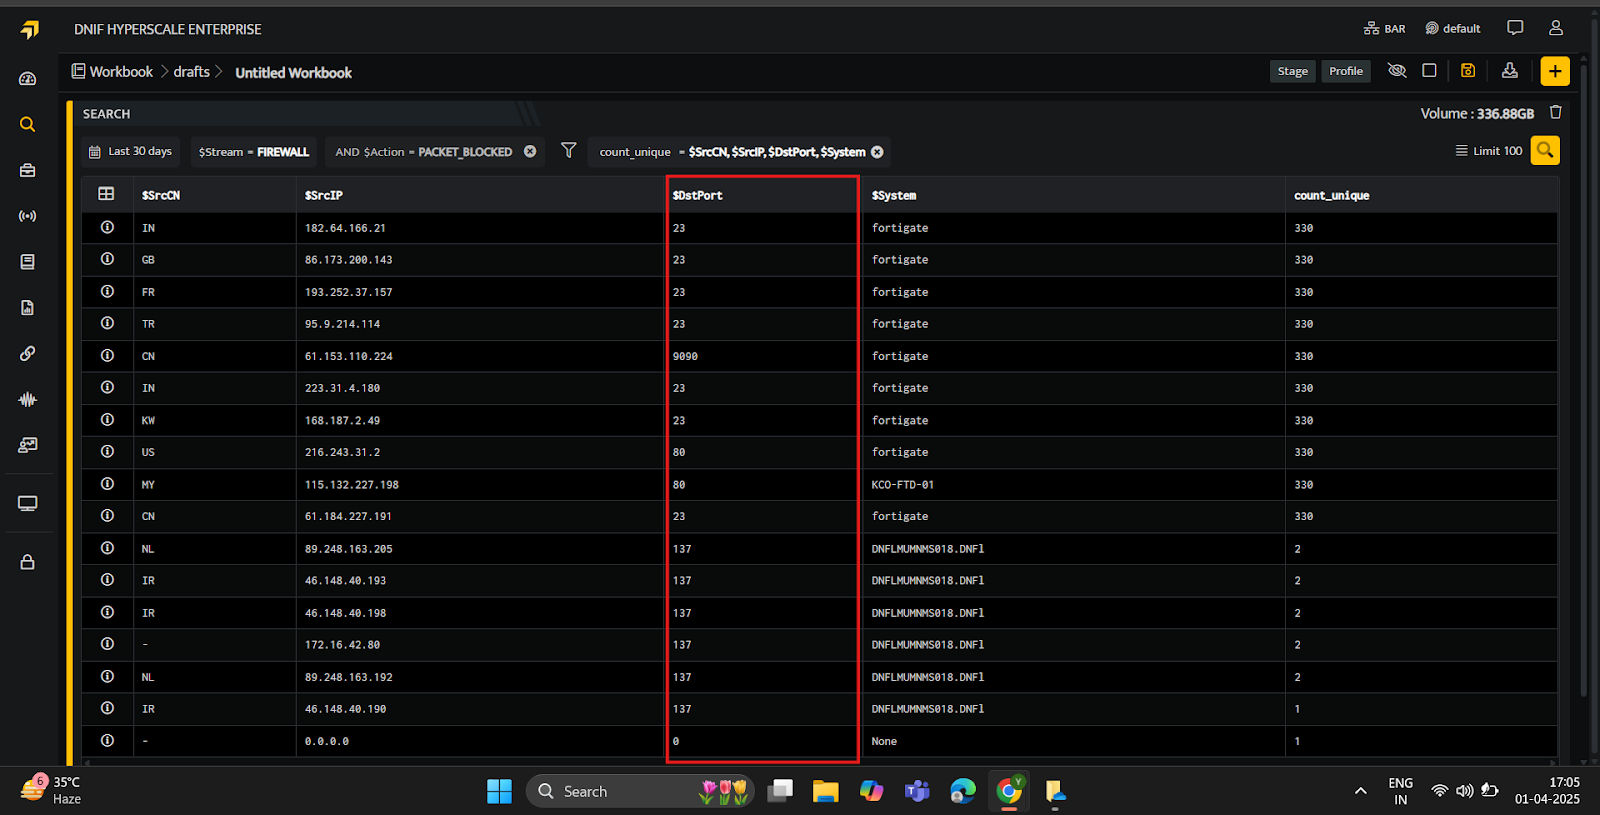 DNIF HYPERSCALE ENTERPRISE
BAR
default
Workbook
drafts
Untitled Workbook
Stage
Profile
SEARCH
Volume : 336.88GB
Last 30 days
$Stream = FIREWALL
AND $Action = PACKET_BLOCKED
count_unique = $SrcCN, $SrcIP, $DstPort, $System
Limit 100
$SrcCN $SrcIP $DstPort $System count_unique
IN 182.64.166.21 23 fortigate 330
GB 86.173.200.143 23 fortigate 330
FR 193.252.37.157 23 fortigate 330
TR 95.9.214.114 23 fortigate 330
CN 61.153.110.224 9090 fortigate 330
IN 223.31.4.180 23 fortigate 330
KW 168.187.2.49 23 fortigate 330
US 216.243.31.2 80 fortigate 330
MY 115.132.227.198 80 KCO-FTD-01 330
CN 61.184.227.191 23 fortigate 330
NL 89.248.163.205 137 DNFLMUMNMS018.DNFl 2
IR 46.148.40.193 137 DNFLMUMNMS018.DNFl 2
IR 46.148.40.198 137 DNFLMUMNMS018.DNFl 2
- 172.16.42.80 137 DNFLMUMNMS018.DNFl 2
NL 89.248.163.192 137 DNFLMUMNMS018.DNFl 2
IR 46.148.40.190 137 DNFLMUMNMS018.DNFl 1
- 0.0.0.0 0 None 1
6
35°C
Haze
Search
Y
ENG
IN
17:05
01-04-2025